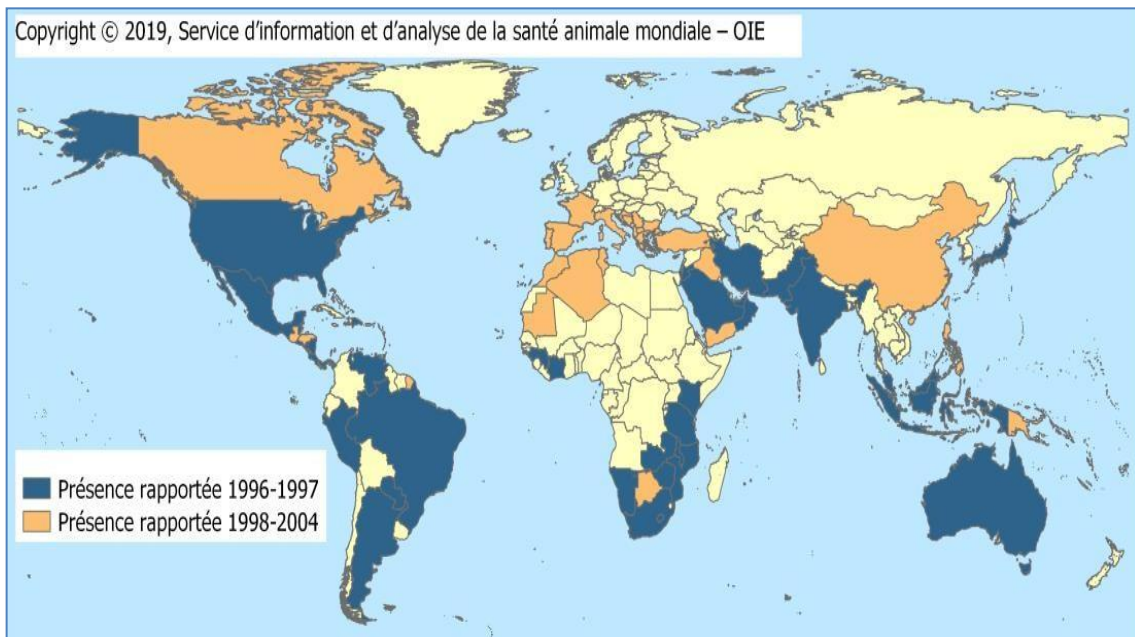 Copyright © 2019, Service d'information et d'analyse de la santé animale mondiale – OIE
Présence rapportée 1996-1997
Présence rapportée 1998-2004